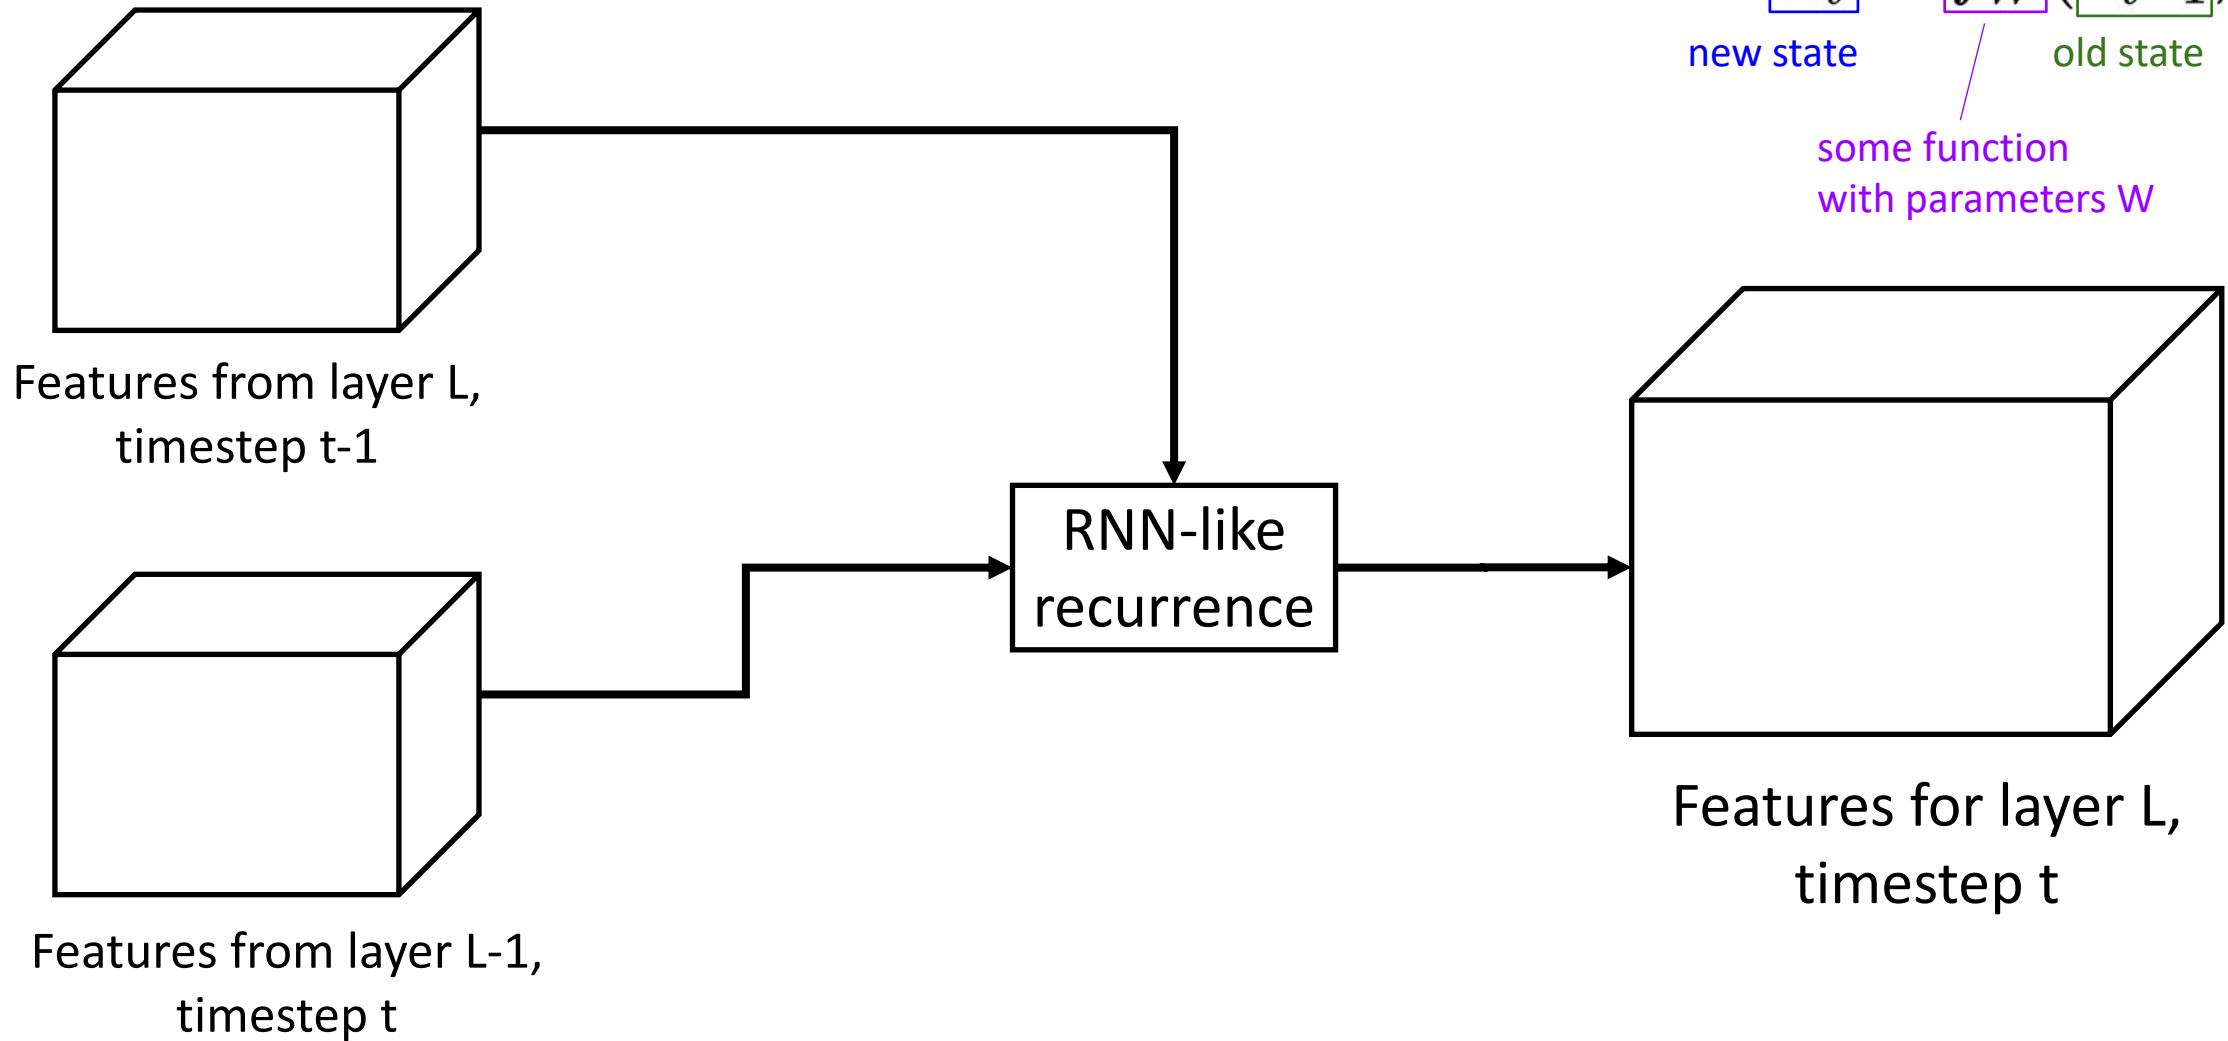 new state
old state
some function
with parameters W
Features from layer L,
timestep t-1
RNN-like
recurrence
Features from layer L-1,
timestep t
Features for layer L,
timestep t